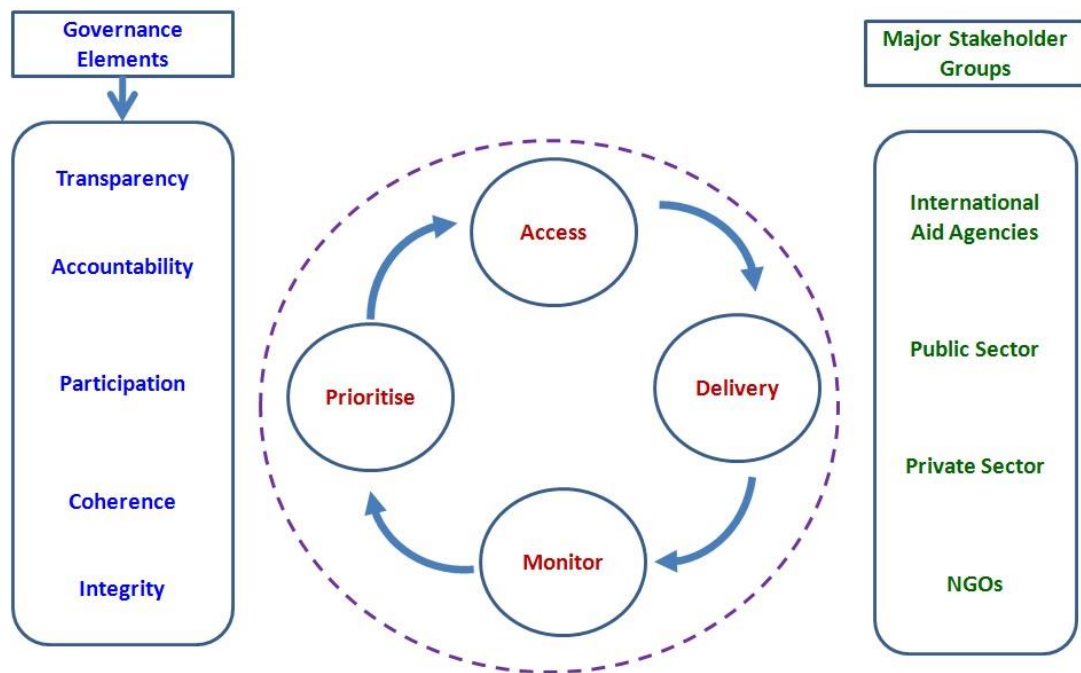 Governance
Elements
Transparency
Accountability
Participation
Coherence
Integrity
Access
Prioritise
Delivery
Monitor
Major Stakeholder
Groups
International
Aid Agencies
Public Sector
Private Sector
NGOs